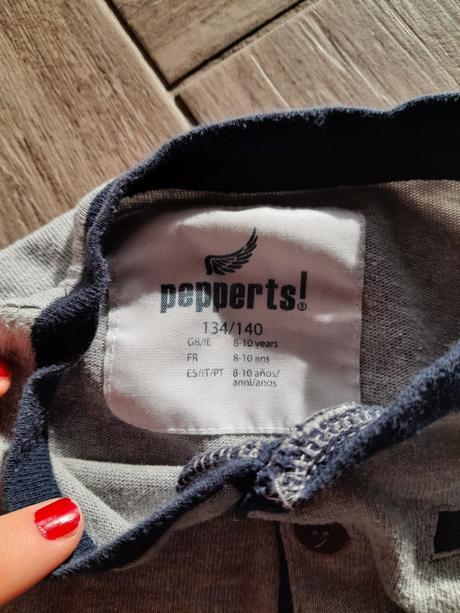 pepperts!®
134/140
GB/IE 8-10 years
FR 8-10 ans
ES/IT/PT 8-10 años/
anni/anos